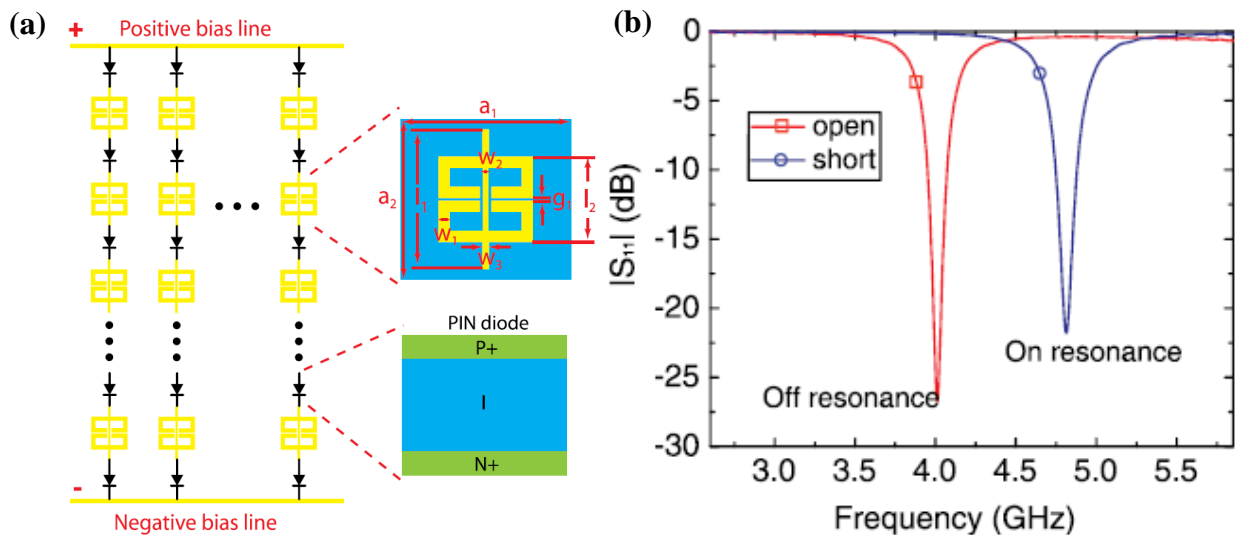 (a)
+
Positive bias line
a₁
W₂
a₂
l₁
g₁
l₂
W₁
W₃
PIN diode
P+
I
N+
-
Negative bias line
(b)
|S₁₁| (dB)
0
-5
-10
-15
-20
-25
-30
open
short
On resonance
Off resonance
3.0 3.5 4.0 4.5 5.0 5.5
Frequency (GHz)